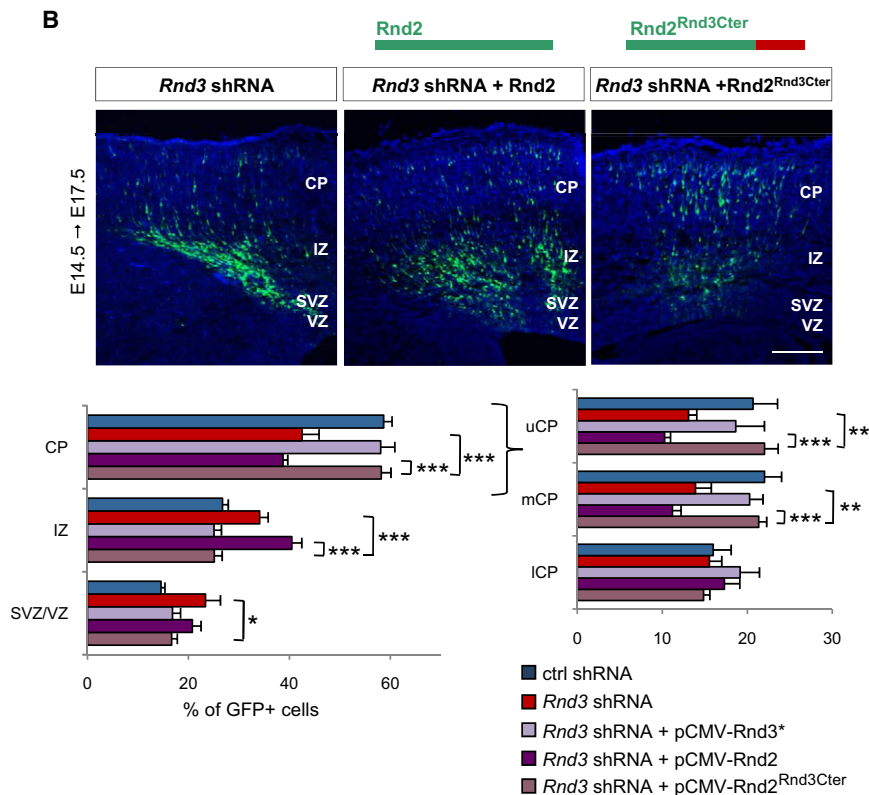 B
Rnd2
Rnd2Rnd3Cter
Rnd3 shRNA
Rnd3 shRNA + Rnd2
Rnd3 shRNA +Rnd2Rnd3Cter
E14.5 → E17.5
CP
IZ
SVZ
VZ
CP
IZ
SVZ
VZ
CP
IZ
SVZ
VZ
CP
***
***
IZ
***
***
SVZ/VZ
*
0
20
40
60
% of GFP+ cells
uCP
***
**
mCP
***
**
lCP
0
10
20
30
ctrl shRNA
Rnd3 shRNA
Rnd3 shRNA + pCMV-Rnd3*
Rnd3 shRNA + pCMV-Rnd2
Rnd3 shRNA + pCMV-Rnd2Rnd3Cter